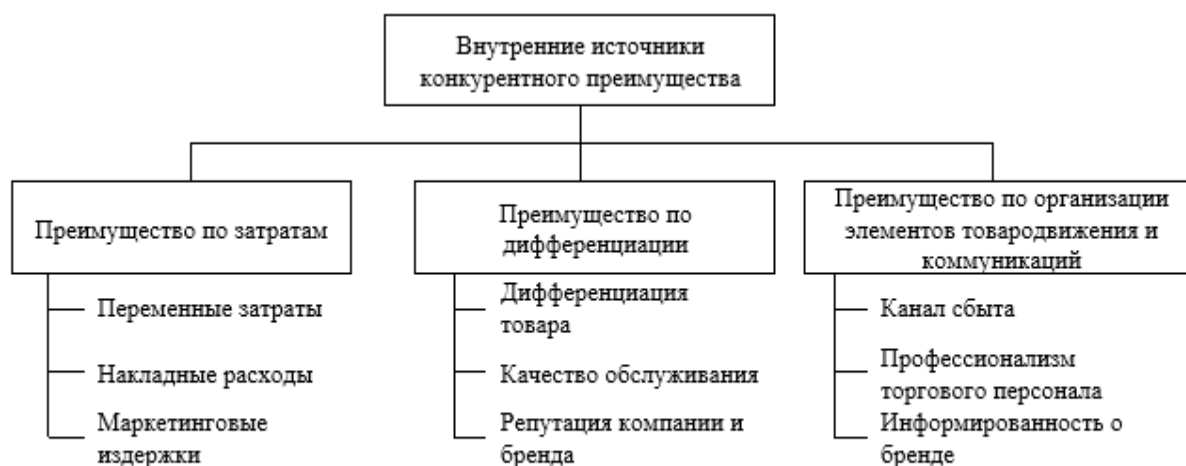 Внутренние источники
конкурентного преимущества
Преимущество по затратам
Переменные затраты
Накладные расходы
Маркетинговые
издержки
Преимущество по
дифференциации
Дифференциация
товара
Качество обслуживания
Репутация компании и
бренда
Преимущество по организации
элементов товародвижения и
коммуникаций
Канал сбыта
Профессионализм
торгового персонала
Информированность о
бренде